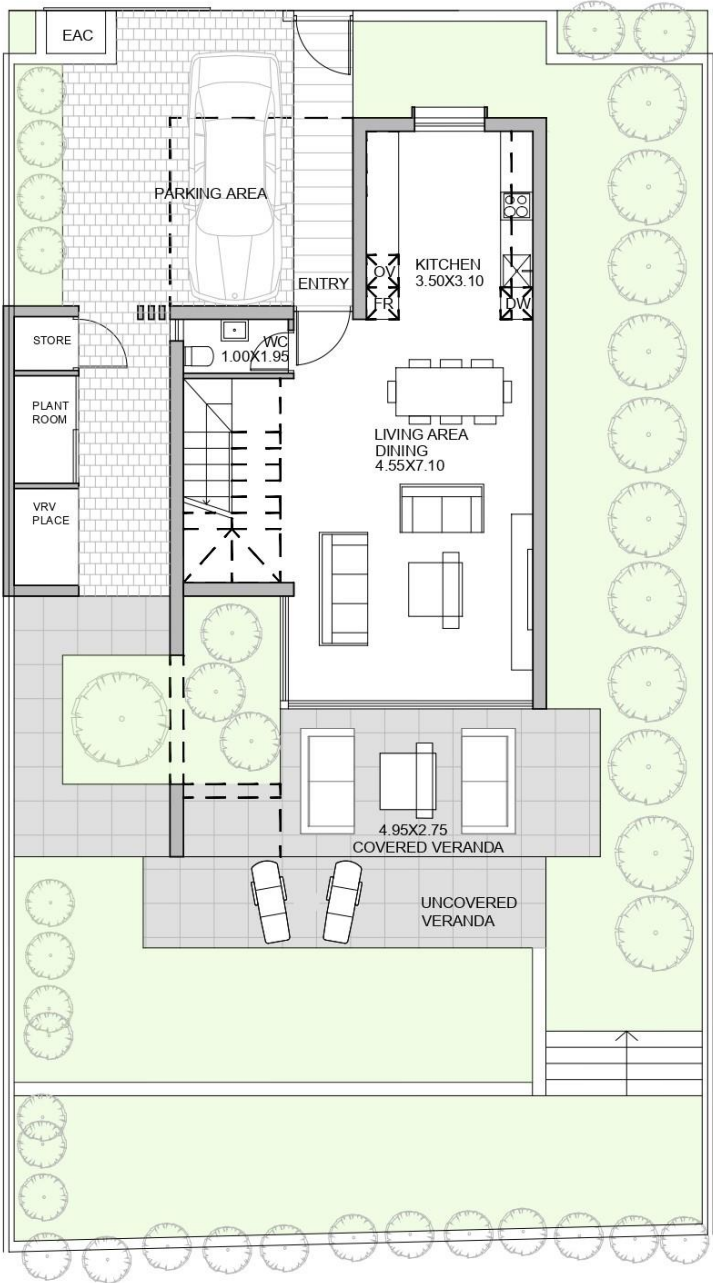 EAC
PARKING AREA
ENTRY
OV
FR
KITCHEN
3.50X3.10
DW
STORE
WC
1.00X1.95
PLANT
ROOM
LIVING AREA
DINING
4.55X7.10
VRV
PLACE
4.95X2.75
COVERED VERANDA
UNCOVERED
VERANDA